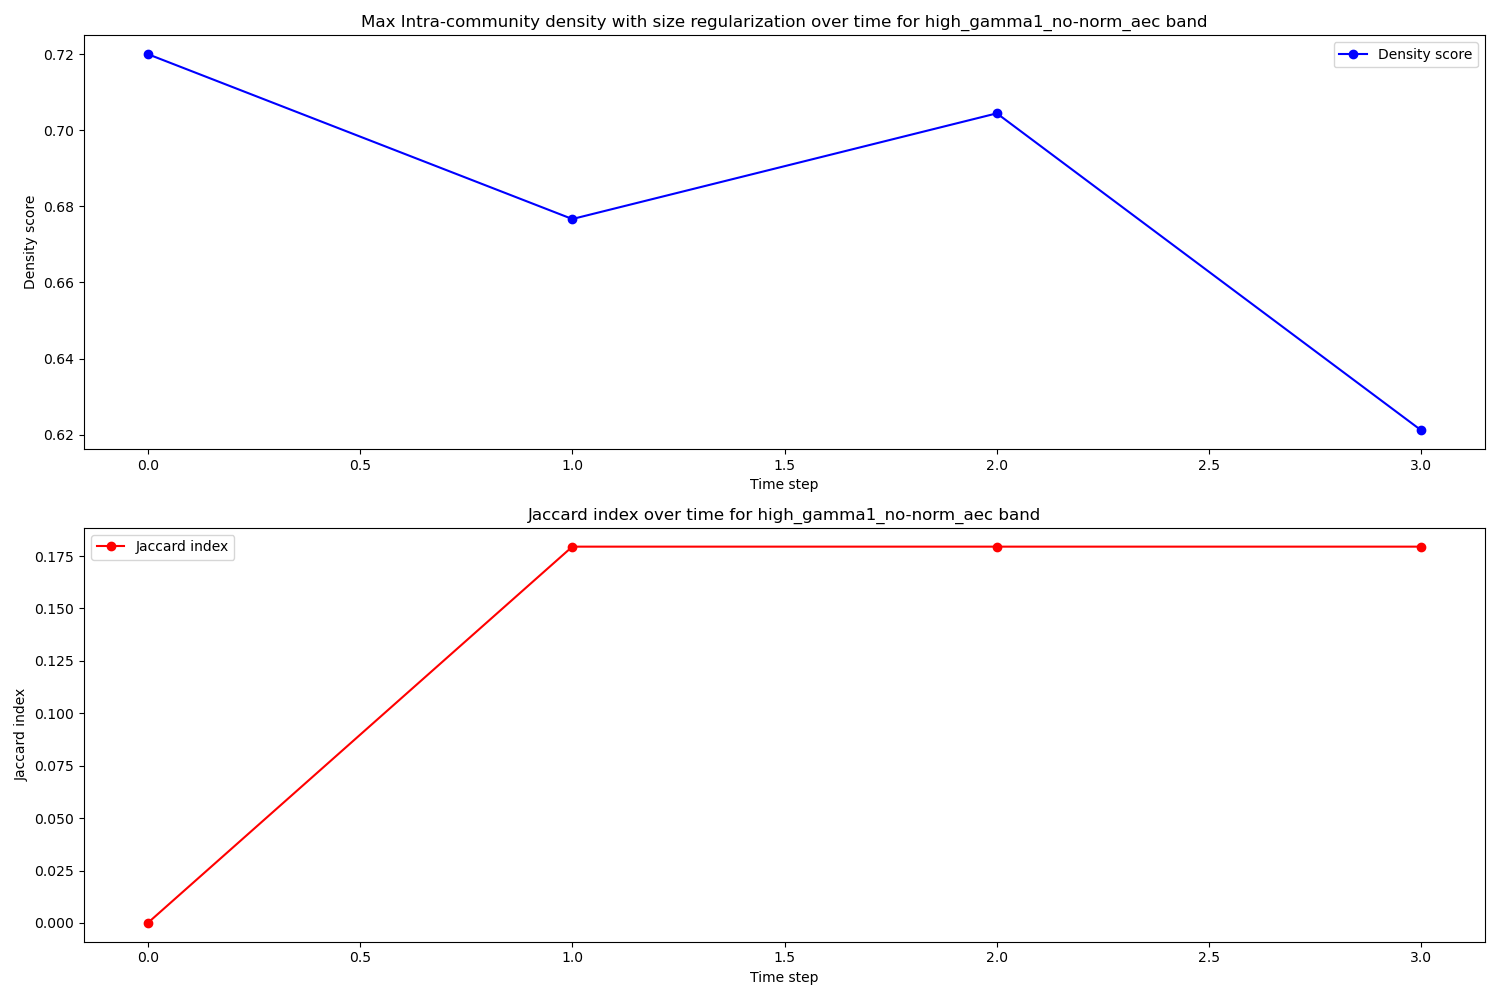 Max Intra-community density with size regularization over time for high_gamma1_no-norm_aec band
Density score
0.72
0.70
0.68
0.66
0.64
0.62
Density score
0.0 0.5 1.0 1.5 2.0 2.5 3.0
Time step
Jaccard index over time for high_gamma1_no-norm_aec band
Jaccard index
0.175
0.150
0.125
0.100
0.075
0.050
0.025
0.000
Jaccard index
0.0 0.5 1.0 1.5 2.0 2.5 3.0
Time step